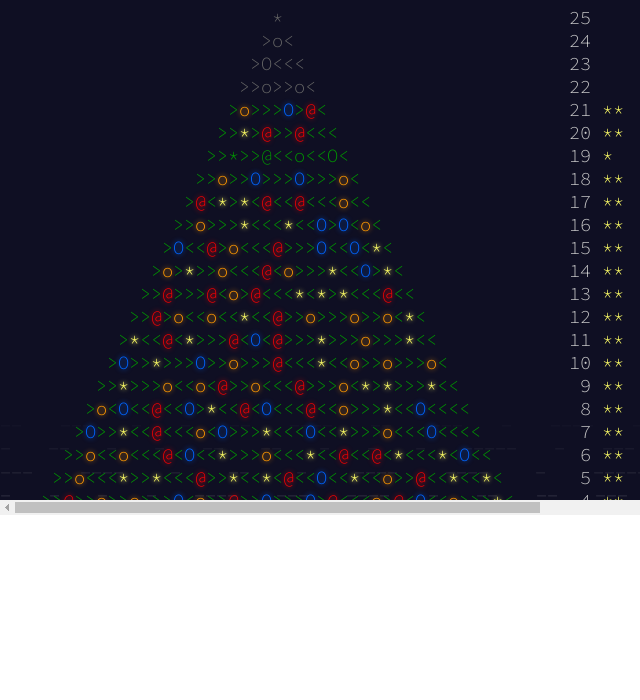 * 25
>o< 24
>O<<< 23
>>o>>o< 22
>o>>>O>@< 21 **
>>*>@>>@<<< 20 **
>>*>>@<<o<<O< 19 *
>>o>>O>>>O>>>o< 18 **
>@<*>*<@<<@<<<o<< 17 **
>>o>>>*<<<*<<O<O>o< 16 **
>O<<@>o<<<@>>>O<<O<*< 15 **
>o>*>>o<<<@<o>>>*<<O>*< 14 **
>>@>>>@<o>@<<<*<*>*<<<@<< 13 **
>>@>o<<o<<*<<@>>o>>>o>>o>*< 12 **
>*<<@<*>>>@<O<@>>>*>>>o>>>*<< 11 **
>O>>*>>>O>>o>>>@<<<*<<o>>o>>>o< 10 **
>>*>>>o<<o<@>>o<<<@>>>o<*>*>>>*<< 9 **
>o<O<<@<<O>*<<@<O<<<@<<o>>>*<<O<<<< 8 **
>O>>*<<@<<<o<O>>>*<<<O<<*>>>o<<<O<<<< 7 **
>>o<<o<<<@<O<<*>>>o<<<*<<@<<@>*<<<*<O<< 6 **
>>o<<<*>>*>>>@>>*<<*<@<<O<<*<<o>>@<<*<<*< 5 **